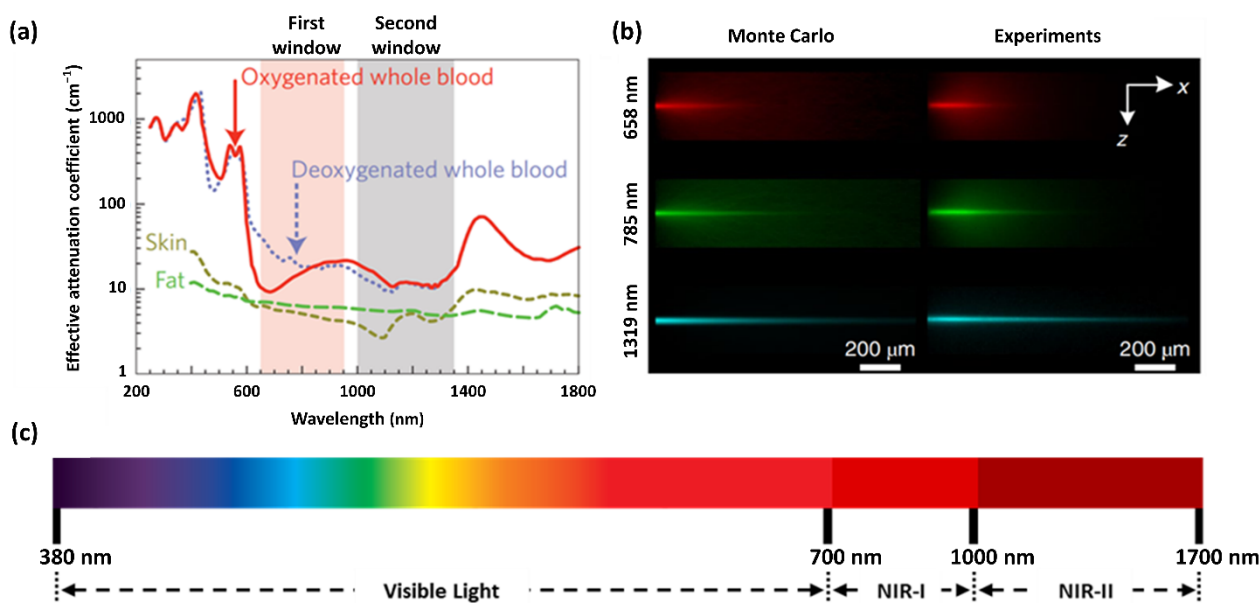 (a)
First
window
Second
window
Oxygenated whole blood
Deoxygenated whole blood
Skin
Fat
Effective attenuation coefficient (cm⁻¹)
1000
100
10
1
200
600
1000
1400
1800
Wavelength (nm)
(b)
Monte Carlo
Experiments
658 nm
785 nm
1319 nm
x
z
200 μm
200 μm
(c)
380 nm
700 nm
1000 nm
1700 nm
Visible Light
NIR-I
NIR-II